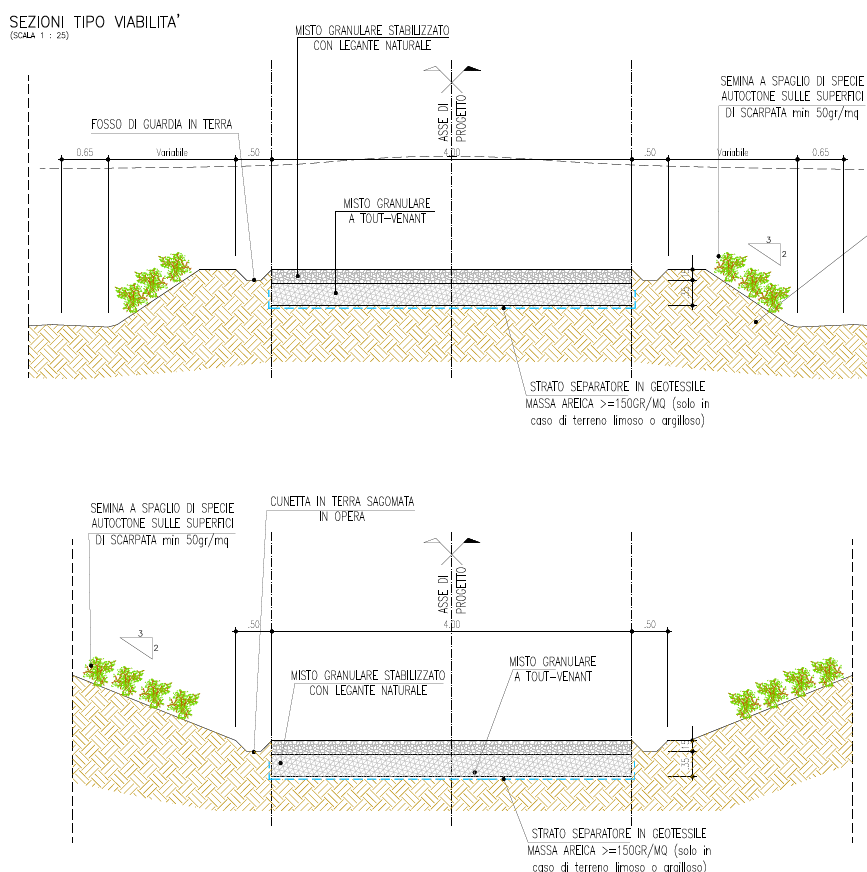 SEZIONI TIPO VIABILITA'
(SCALA 1 : 25)
MISTO GRANULARE STABILIZZATO
CON LEGANTE NATURALE
ASSE DI
PROGETTO
SEMINA A SPAGLIO DI SPECIE
AUTOCTONE SULLE SUPERFICI
DI SCARPATA min 50gr/mq
FOSSO DI GUARDIA IN TERRA
0.65
Variabile
.50
4.00
.50
Variabile
0.65
MISTO GRANULARE
A TOUT-VENANT
3
2
.15
.35
STRATO SEPARATORE IN GEOTESSILE
MASSA AREICA >=150GR/MQ (solo in
caso di terreno limoso o argilloso)
SEMINA A SPAGLIO DI SPECIE
AUTOCTONE SULLE SUPERFICI
DI SCARPATA min 50gr/mq
CUNETTA IN TERRA SAGOMATA
IN OPERA
ASSE DI
PROGETTO
.50
4.00
.50
3
2
MISTO GRANULARE STABILIZZATO
CON LEGANTE NATURALE
MISTO GRANULARE
A TOUT-VENANT
.15
.35
STRATO SEPARATORE IN GEOTESSILE
MASSA AREICA >=150GR/MQ (solo in
caso di terreno limoso o argilloso)